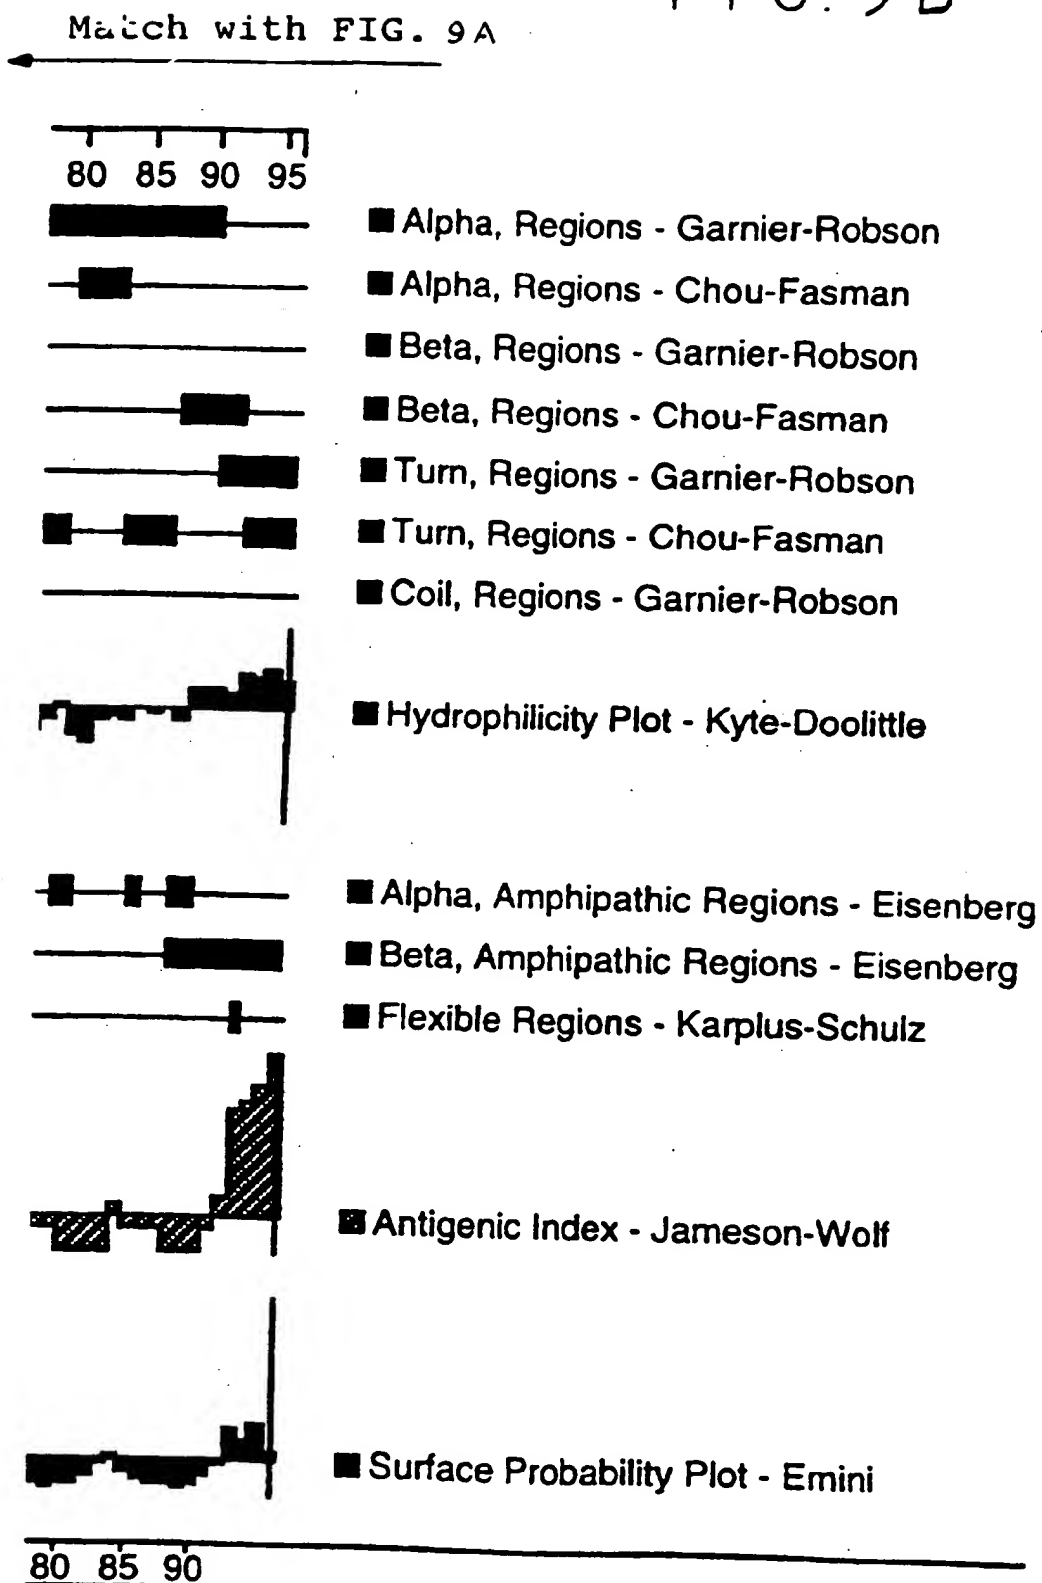 FIG. 9B
Match with FIG. 9A
80 85 90 95
Alpha, Regions - Garnier-Robson
Alpha, Regions - Chou-Fasman
Beta, Regions - Garnier-Robson
Beta, Regions - Chou-Fasman
Turn, Regions - Garnier-Robson
Turn, Regions - Chou-Fasman
Coil, Regions - Garnier-Robson
Hydrophilicity Plot - Kyte-Doolittle
Alpha, Amphipathic Regions - Eisenberg
Beta, Amphipathic Regions - Eisenberg
Flexible Regions - Karplus-Schulz
Antigenic Index - Jameson-Wolf
Surface Probability Plot - Emini
80 85 90